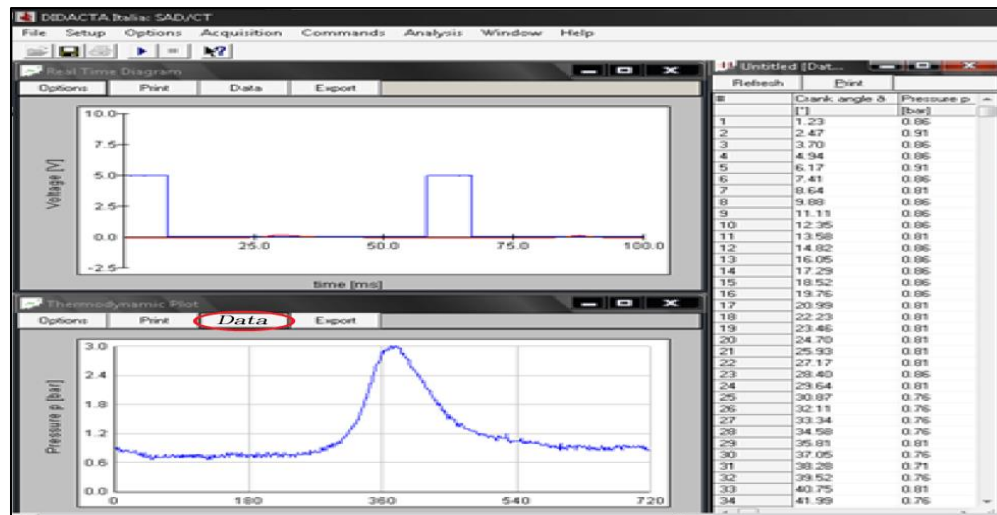 DIDACTA Italia: SAD/CT
File Setup Options Acquisition Commands Analysis Window Help
Real Time Diagram
Options Print Data Export
10.0
7.5
5.0
2.5
0.0
-2.5
Voltage [V]
25.0 50.0 75.0 100.0
time [ms]
Thermodynamic Plot
Options Print Data Export
3.0
2.4
1.8
1.2
0.6
0.0
Pressure p [bar]
0 180 360 540 720
Untitled [Dat...
Refresh Print
# Crank angle δ Pressure p
[°] [bar]
1 1.23 0.86
2 2.47 0.91
3 3.70 0.86
4 4.94 0.86
5 6.17 0.91
6 7.41 0.86
7 8.64 0.81
8 9.88 0.86
9 11.11 0.86
10 12.35 0.86
11 13.58 0.81
12 14.82 0.86
13 16.05 0.86
14 17.29 0.86
15 18.52 0.86
16 19.76 0.86
17 20.99 0.81
18 22.23 0.81
19 23.46 0.81
20 24.70 0.81
21 25.93 0.81
22 27.17 0.81
23 28.40 0.86
24 29.64 0.81
25 30.87 0.76
26 32.11 0.76
27 33.34 0.76
28 34.58 0.76
29 35.81 0.81
30 37.05 0.76
31 38.28 0.71
32 39.52 0.76
33 40.75 0.81
34 41.99 0.76